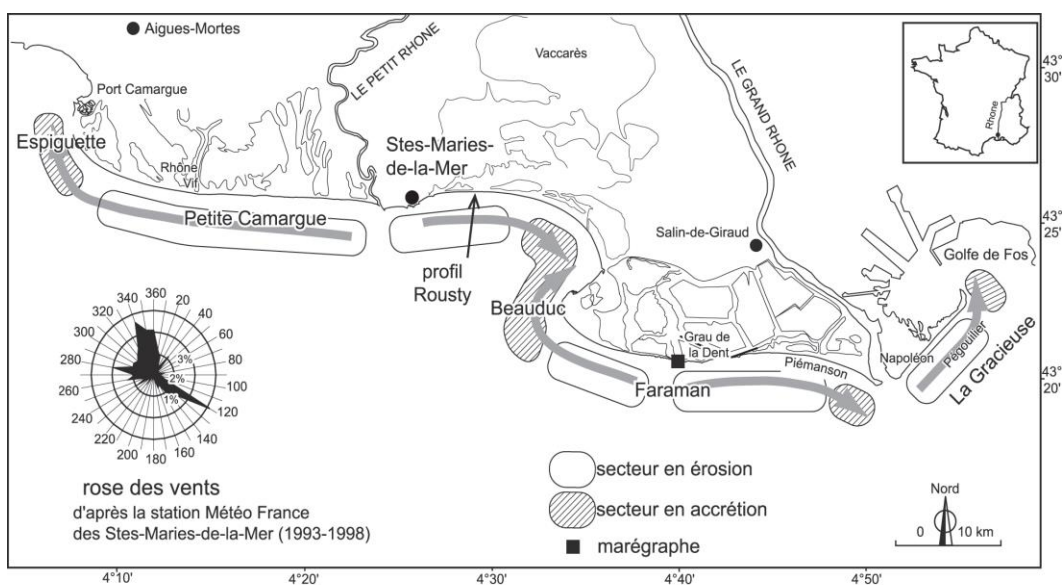 Aigues-Mortes
Port Camargue
Espiguette
Rhône
Vif
Petite Camargue
LE PETIT RHONE
Stes-Maries-
de-la-Mer
Vaccarès
LE GRAND RHONE
profil
Rousty
Beauduc
Salin-de-Giraud
Grau de
la Dent
Faraman
Piémanson
Napoléon
Pégoulier
La Gracieuse
Golfe de Fos
Rhone
43°
30'
43°
25'
43°
20'
340
360
20
320
40
300
60
280
80
260
100
240
120
220
140
200
180
160
3%
2%
1%
rose des vents
d'après la station Météo France
des Stes-Maries-de-la-Mer (1993-1998)
secteur en érosion
secteur en accrétion
marégraphe
Nord
0 10 km
4°10'
4°20'
4°30'
4°40'
4°50'